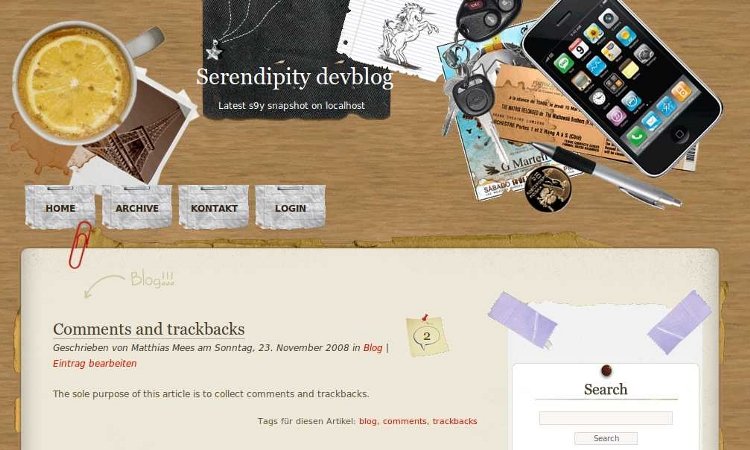 Serendipity devblog
Latest s9y snapshot on localhost
G Martell
HOME
ARCHIVE
KONTAKT
LOGIN
Blog!!!
Comments and trackbacks
2
Geschrieben von Matthias Mees am Sonntag, 23. November 2008 in Blog |
Eintrag bearbeiten
The sole purpose of this article is to collect comments and trackbacks.
Tags für diesen Artikel: blog, comments, trackbacks
Search
Search